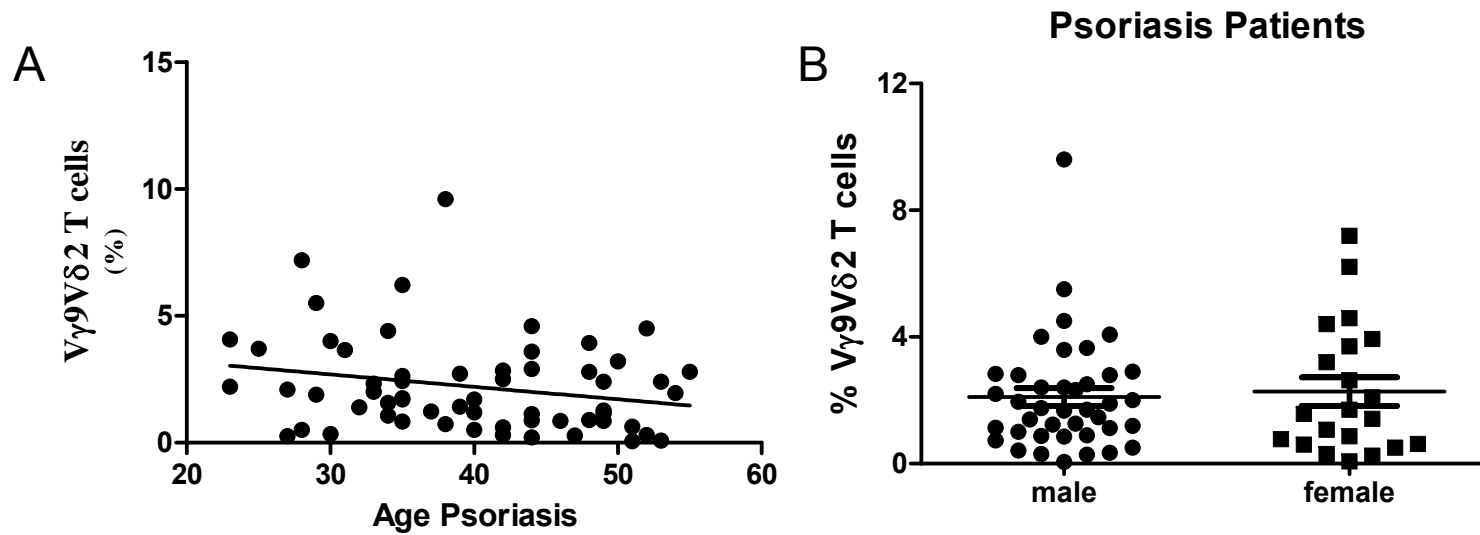 A
15
10
5
0
20
30
40
50
60
Vγ9Vδ2 T cells
(%)
Age Psoriasis
Psoriasis Patients
B
12
8
4
0
% Vγ9Vδ2 T cells
male
female